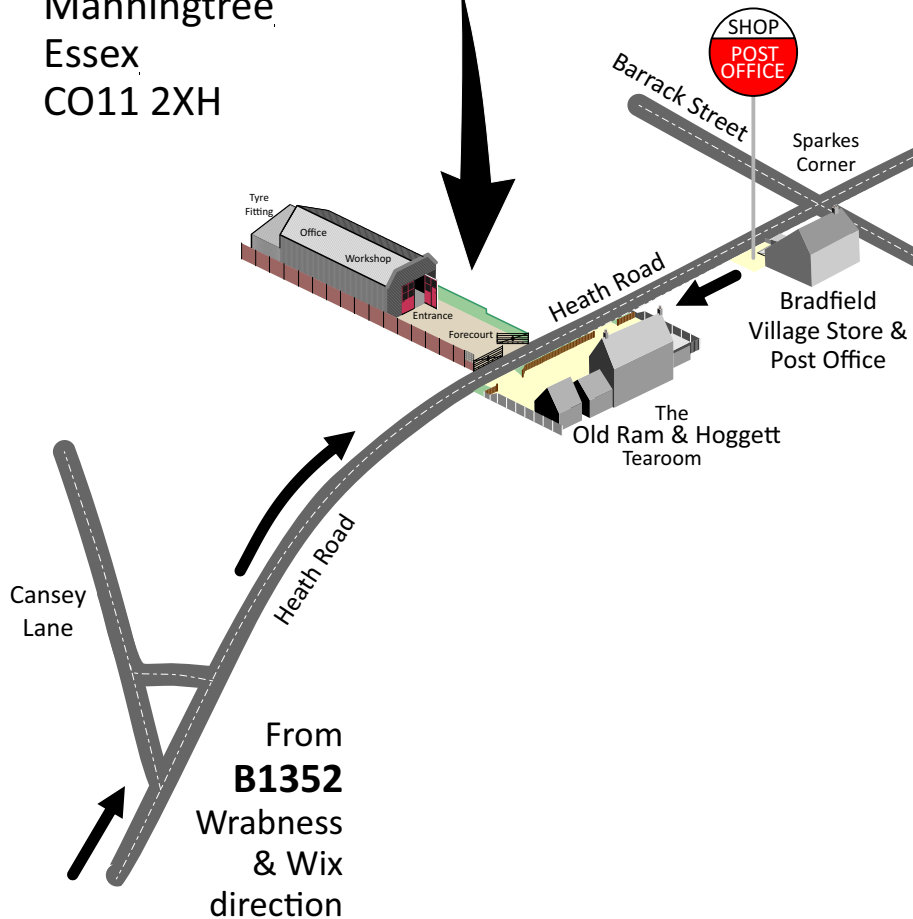 Manningtree
Essex
CO11 2XH
SHOP
POST
OFFICE
Barrack Street
Sparkes
Corner
Tyre
Fitting
Office
Workshop
Entrance
Forecourt
Heath Road
Bradfield
Village Store &
Post Office
The
Old Ram & Hoggett
Tearoom
Heath Road
Cansey
Lane
From
B1352
Wrabness
& Wix
direction